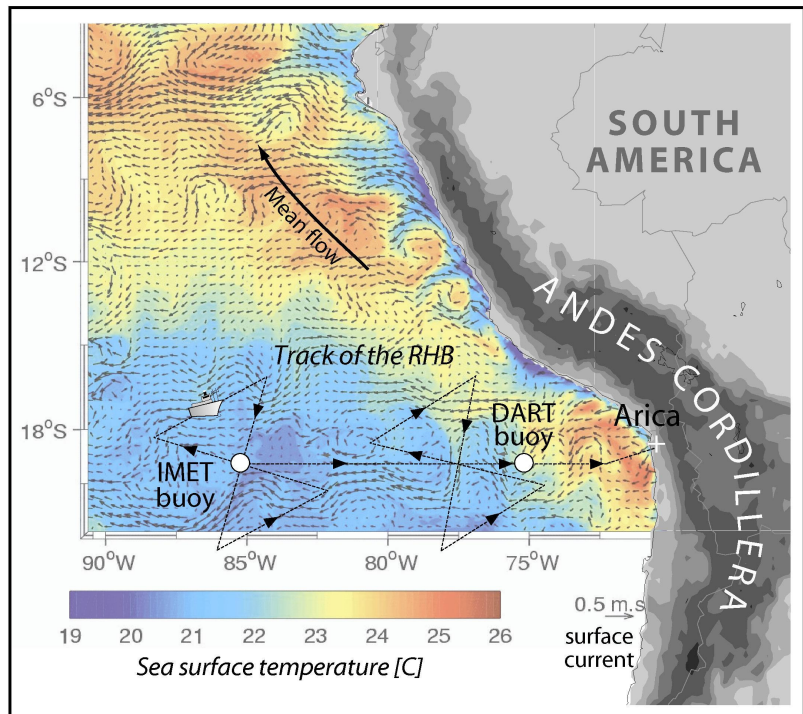 SOUTH
AMERICA
6°S
Mean flow
12°S
ANDES CORDILLERA
Track of the RHB
DART
buoy
Arica
18°S
IMET
buoy
90°W 85°W 80°W 75°W
0.5 m.s
19 20 21 22 23 24 25 26
surface
current
Sea surface temperature [C]